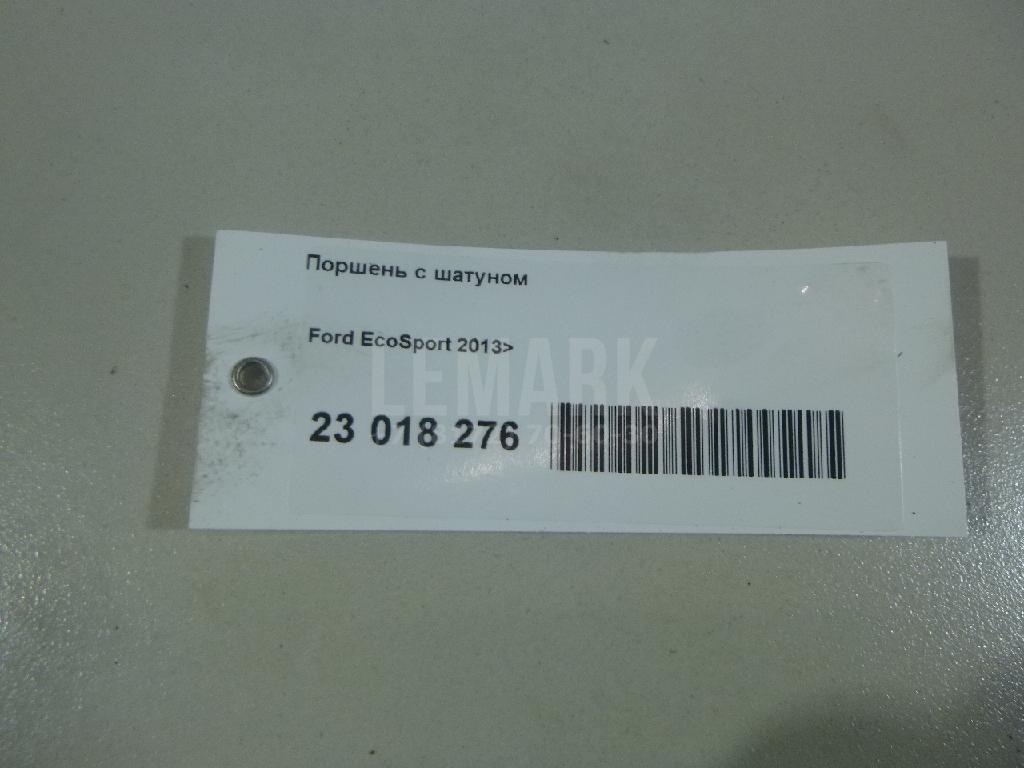 Поршень с шатуном
Ford EcoSport 2013>
LEMARK
23 018 276